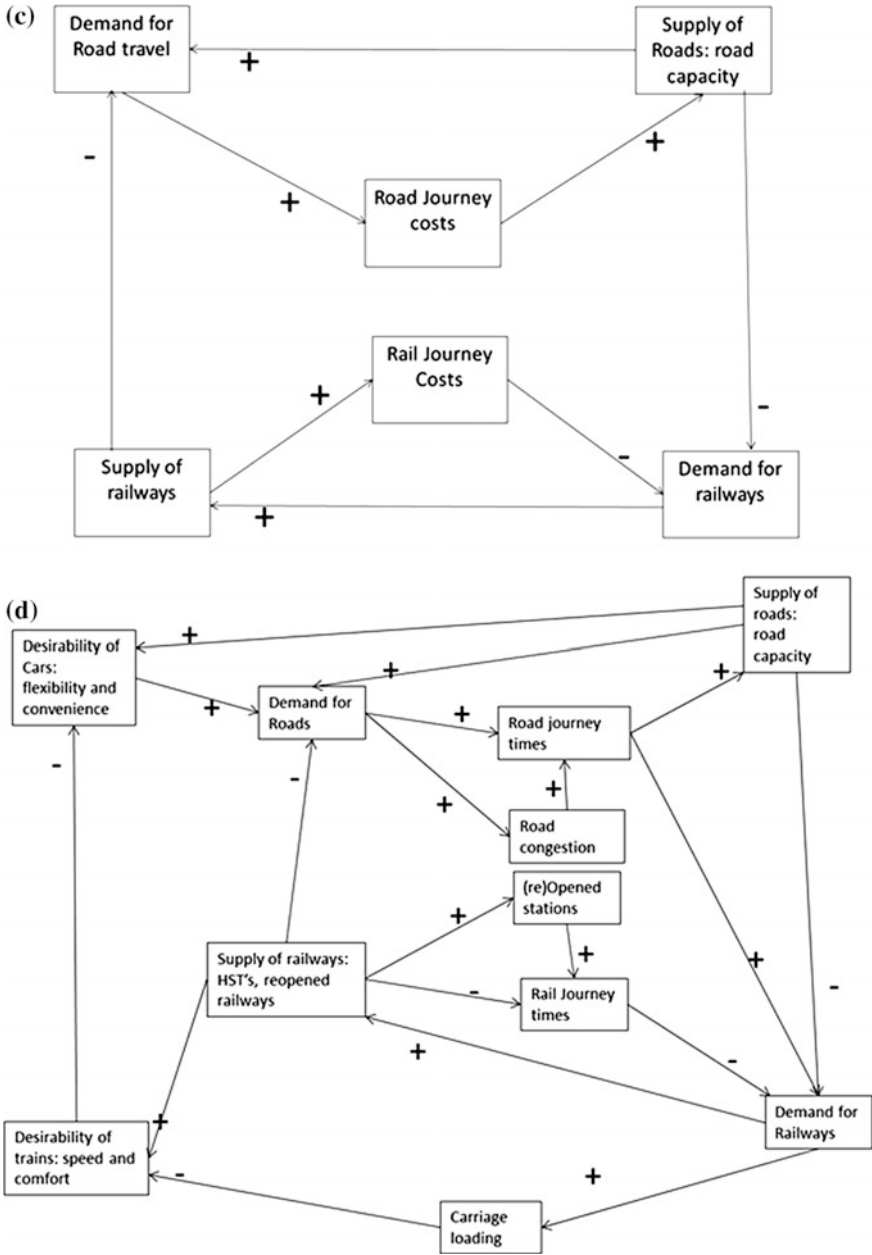 (c)
Demand for
Road travel
Supply of
Roads: road
capacity
+
-
+
+
Road Journey
costs
Rail Journey
Costs
+
-
-
Supply of
railways
Demand for
railways
+
(d)
Supply of
roads:
road
capacity
+
Desirability of
Cars:
flexibility and
convenience
+
+
+
Demand for
Roads
+
Road journey
times
-
-
+
+
Road
congestion
(re)Opened
stations
+
+
Supply of railways:
HST's, reopened
railways
-
Rail Journey
times
+
-
+
-
+
Demand for
Railways
Desirability of
trains: speed and
comfort
-
+
Carriage
loading